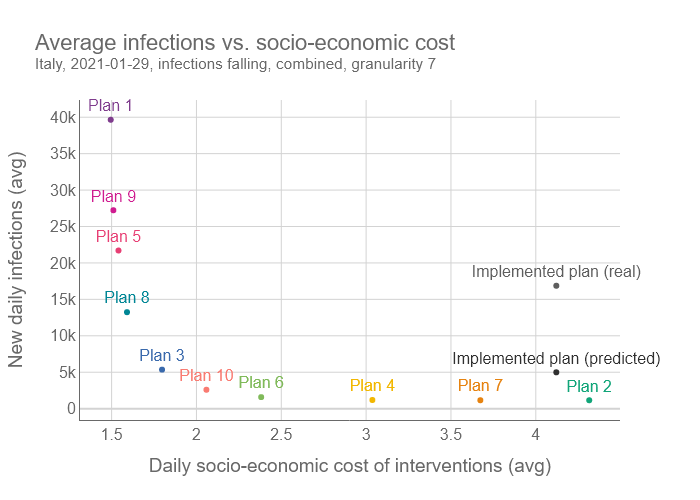 Average infections vs. socio-economic cost
Italy, 2021-01-29, infections falling, combined, granularity 7
New daily infections (avg)
40k
35k
30k
25k
20k
15k
10k
5k
0
Plan 1
Plan 9
Plan 5
Plan 8
Plan 3
Plan 10
Plan 6
Plan 4
Plan 7
Plan 2
Implemented plan (real)
Implemented plan (predicted)
1.5
2
2.5
3
3.5
4
Daily socio-economic cost of interventions (avg)